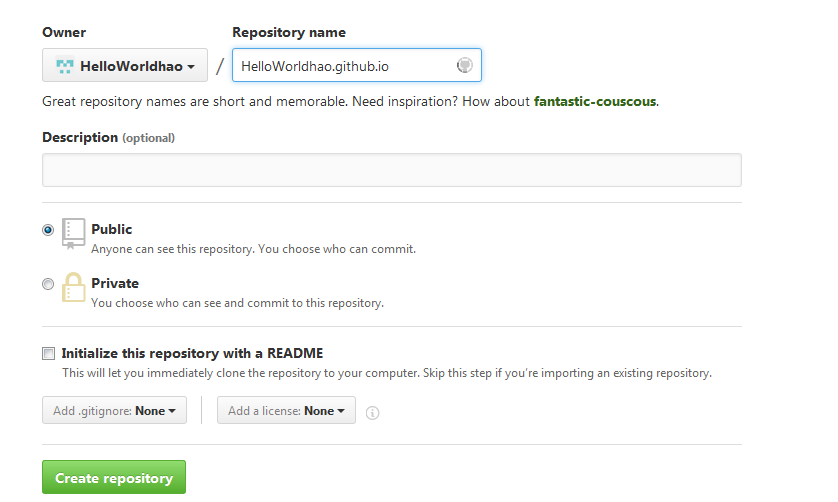 Owner Repository name
HelloWorldhao / HelloWorldhao.github.io
Great repository names are short and memorable. Need inspiration? How about fantastic-couscous.
Description (optional)
Public
Anyone can see this repository. You choose who can commit.
Private
You choose who can see and commit to this repository.
Initialize this repository with a README
This will let you immediately clone the repository to your computer. Skip this step if you're importing an existing repository.
Add .gitignore: None Add a license: None
Create repository